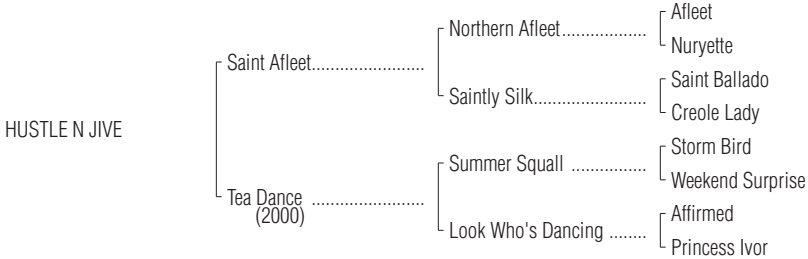 HUSTLE N JIVE
Saint Afleet........................
Tea Dance ........................
(2000)
Northern Afleet..................
Saintly Silk........................
Summer Squall ................
Look Who's Dancing ........
Afleet
Nuryette
Saint Ballado
Creole Lady
Storm Bird
Weekend Surprise
Affirmed
Princess Ivor